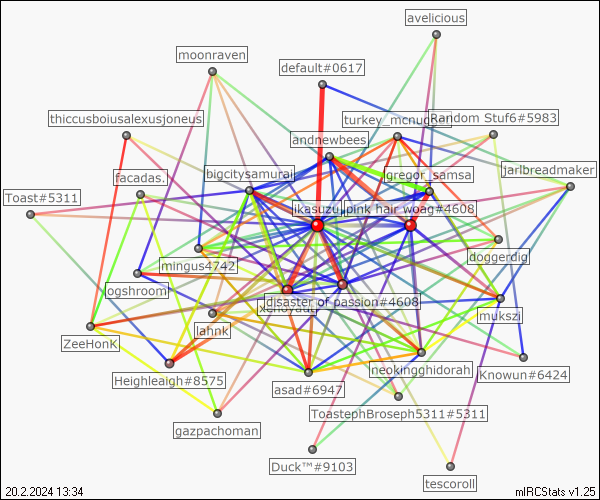 avelicious
moonraven
default#0617
thiccusboiusalexusjoneus
turkey_mcnugget
Random Stuf6#5983
andnewbees
bigcitysamurai
gregor_samsa
jarlbreadmaker
facadas.
Toast#5311
ikasuzu
pink hair woag#4608
mingus4742
doggerdig
ogshroom
disaster of passion#4608
mukszi
lahnk
ZeeHonK
Heighleaigh#8575
asad#6947
neokingghidorah
Knowun#6424
ToastephBroseph5311#5311
gazpachoman
Duck™#9103
tescoroll
20.2.2024 13:34
mIRCStats v1.25